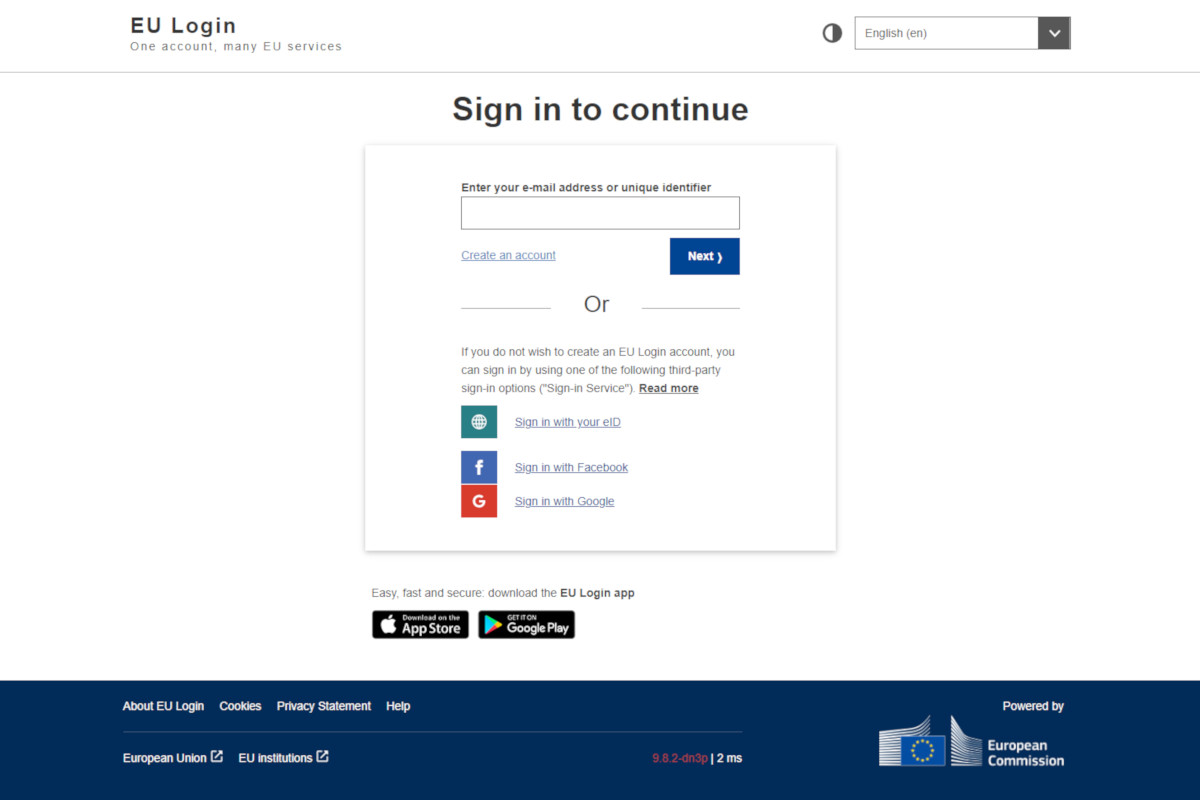 EU Login
One account, many EU services
English (en)
Sign in to continue
Enter your e-mail address or unique identifier
Create an account
Next ❯
Or
If you do not wish to create an EU Login account, you
can sign in by using one of the following third-party
sign-in options ("Sign-in Service"). Read more
Sign in with your eID
f
Sign in with Facebook
G
Sign in with Google
Easy, fast and secure: download the EU Login app
Download on the
App Store
GET IT ON
Google Play
About EU Login Cookies Privacy Statement Help
Powered by
European Union EU institutions
9.8.2-dn3p | 2 ms
European
Commission